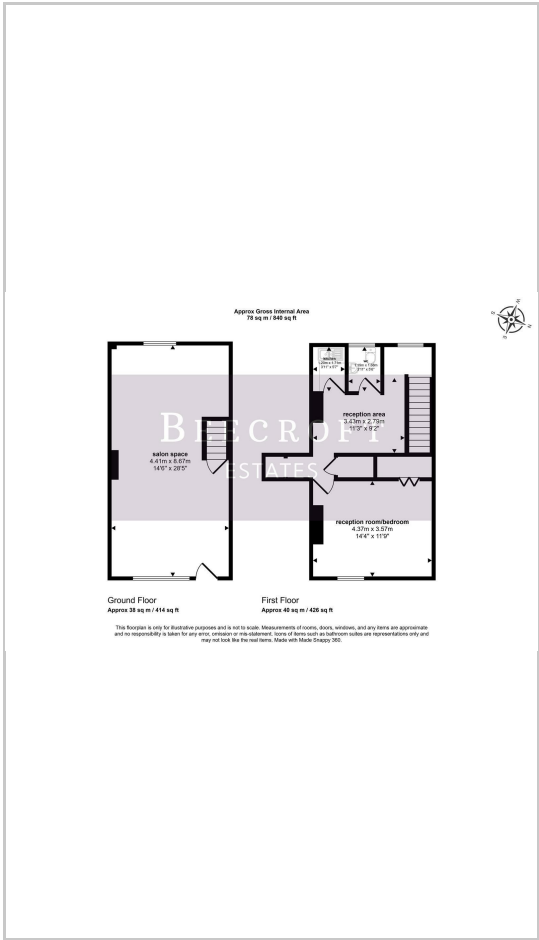 Approx Gross Internal Area
78 sq m / 840 sq ft
BEECROFT
ESTATES
salon space
4.41m x 8.67m
14'6" x 28'5"
reception area
3.43m x 2.79m
11'3" x 9'2"
reception room/bedroom
4.37m x 3.57m
14'4" x 11'9"
Ground Floor
Approx 38 sq m / 414 sq ft
First Floor
Approx 40 sq m / 426 sq ft
This floorplan is only for illustrative purposes and is not to scale. Measurements of rooms, doors, windows, and any items are approximate
and no responsibility is taken for any error, omission or mis-statement. Icons of items such as bathroom suites are representations only and
may not look like the real items. Made with Made Snappy 360.